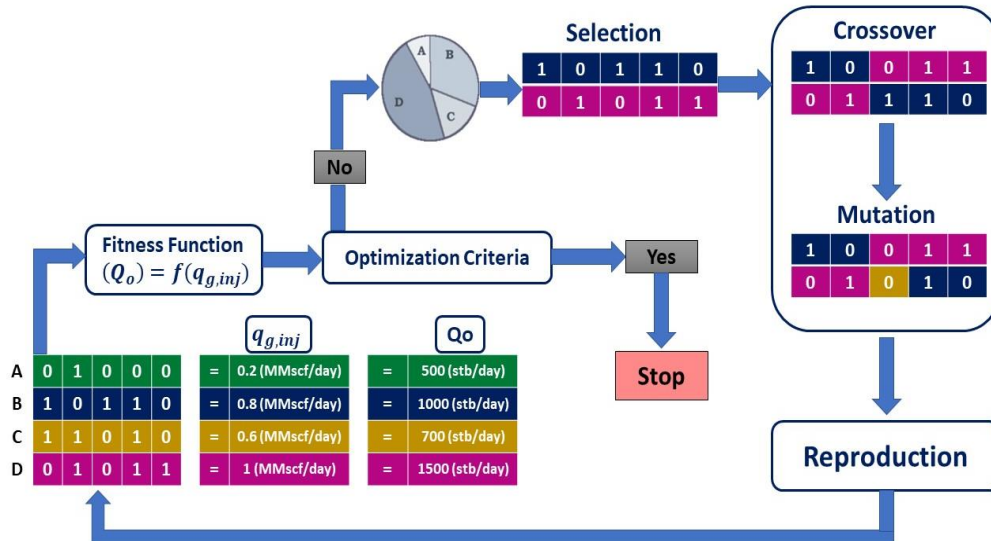 Selection
1 0 1 1 0
0 1 0 1 1
A
B
C
D
Crossover
1 0 0 1 1
0 1 1 1 0
Mutation
1 0 0 1 1
0 1 0 1 0
No
Fitness Function
(Qₒ) = f(q_g,inj)
Optimization Criteria
Yes
Stop
q_g,inj
Qo
A 0 1 0 0 0 = 0.2 (MMscf/day) = 500 (stb/day)
B 1 0 1 1 0 = 0.8 (MMscf/day) = 1000 (stb/day)
C 1 1 0 1 0 = 0.6 (MMscf/day) = 700 (stb/day)
D 0 1 0 1 1 = 1 (MMscf/day) = 1500 (stb/day)
Reproduction